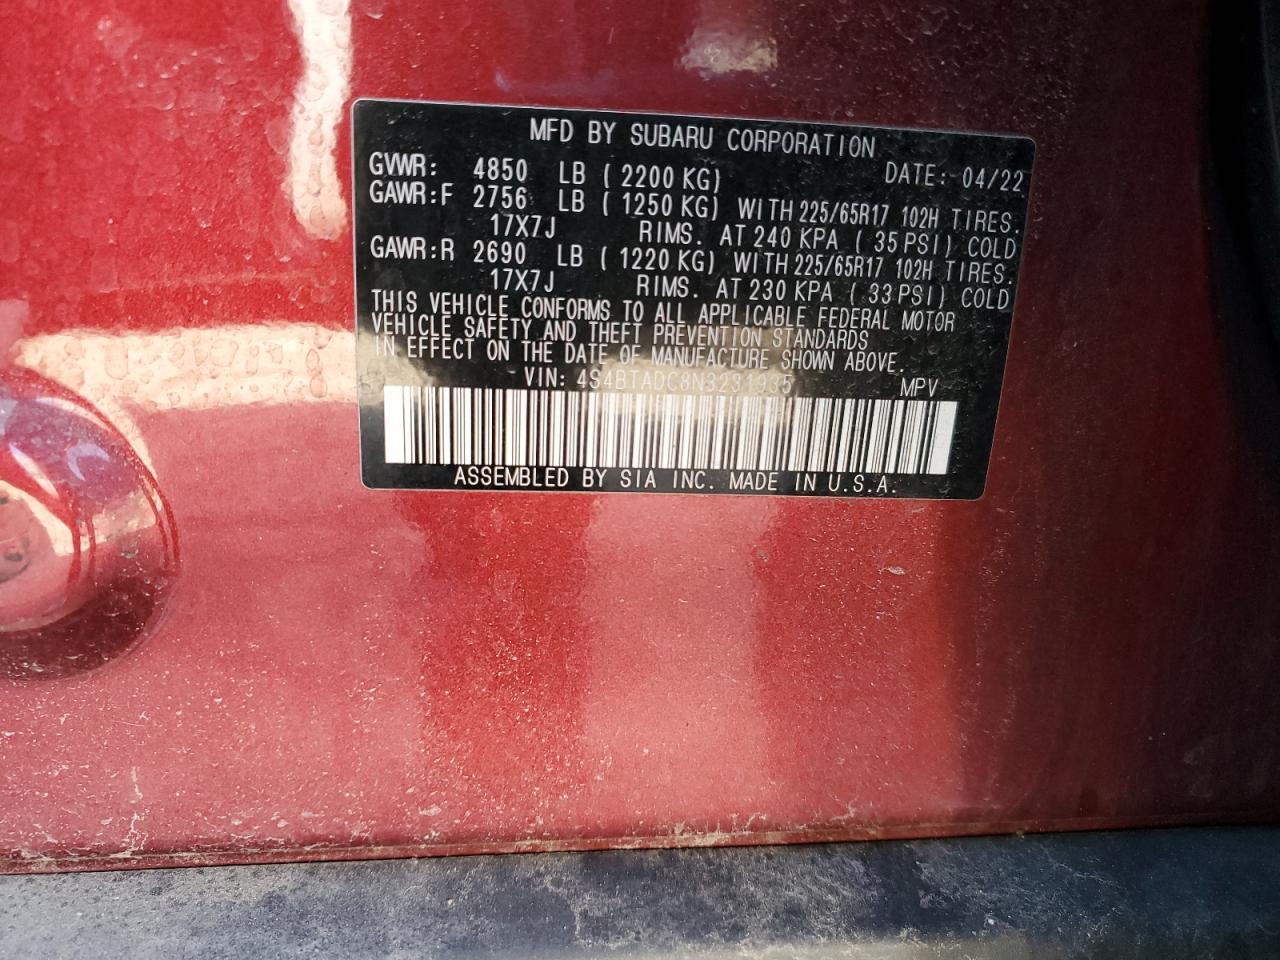 MFD BY SUBARU CORPORATION
GVWR: 4850 LB ( 2200 KG) DATE: 04/22
GAWR:F 2756 LB ( 1250 KG) WITH 225/65R17 102H TIRES.
17X7J RIMS. AT 240 KPA ( 35 PSI) COLD
GAWR:R 2690 LB ( 1220 KG) WITH 225/65R17 102H TIRES.
17X7J RIMS. AT 230 KPA ( 33 PSI) COLD
THIS VEHICLE CONFORMS TO ALL APPLICABLE FEDERAL MOTOR
VEHICLE SAFETY AND THEFT PREVENTION STANDARDS
IN EFFECT ON THE DATE OF MANUFACTURE SHOWN ABOVE.
VIN: 4S4BTADC8N3231935 MPV
ASSEMBLED BY SIA INC. MADE IN U.S.A.